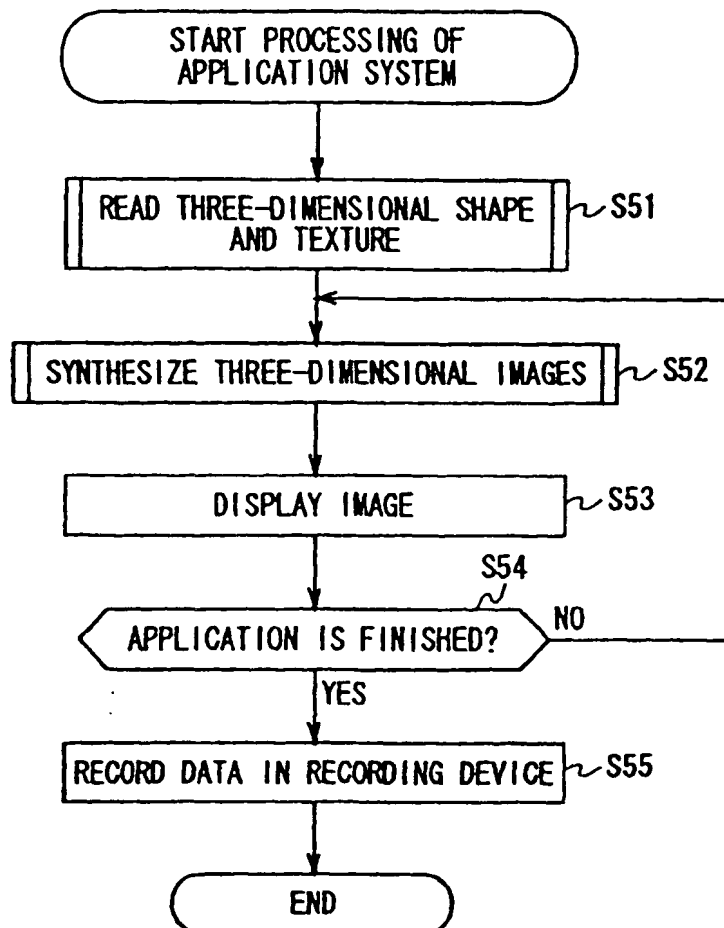 START PROCESSING OF
APPLICATION SYSTEM
READ THREE-DIMENSIONAL SHAPE
AND TEXTURE
S51
SYNTHESIZE THREE-DIMENSIONAL IMAGES
S52
DISPLAY IMAGE
S53
S54
APPLICATION IS FINISHED?
NO
YES
RECORD DATA IN RECORDING DEVICE
S55
END